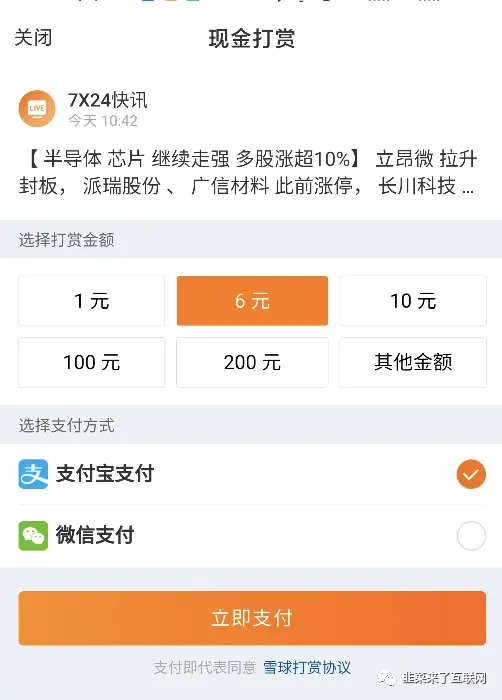 关闭
现金打赏
LIVE
7X24快讯
今天 10:42
【 半导体 芯片 继续走强 多股涨超10%】 立昂微 拉升
封板， 派瑞股份 、 广信材料 此前涨停， 长川科技 ...
选择打赏金额
1 元
6 元
10 元
100 元
200 元
其他金额
选择支付方式
支 支付宝支付
微信支付
立即支付
支付即代表同意 雪球打赏协议
韭菜来了互联网